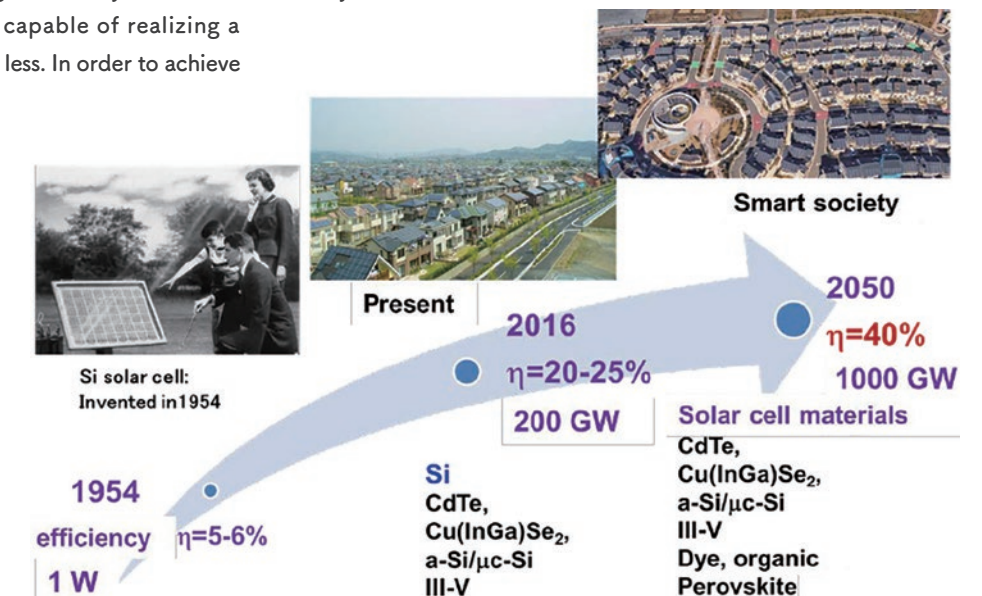 capable of realizing a
less. In order to achieve
Smart society
Present
Si solar cell:
Invented in1954
2050
η=40%
1000 GW
2016
η=20-25%
200 GW
Solar cell materials
CdTe,
Cu(InGa)Se₂,
a-Si/μc-Si
III-V
Dye, organic
Perovskite
Si
CdTe,
Cu(InGa)Se₂,
a-Si/μc-Si
III-V
1954
efficiency η=5-6%
1 W